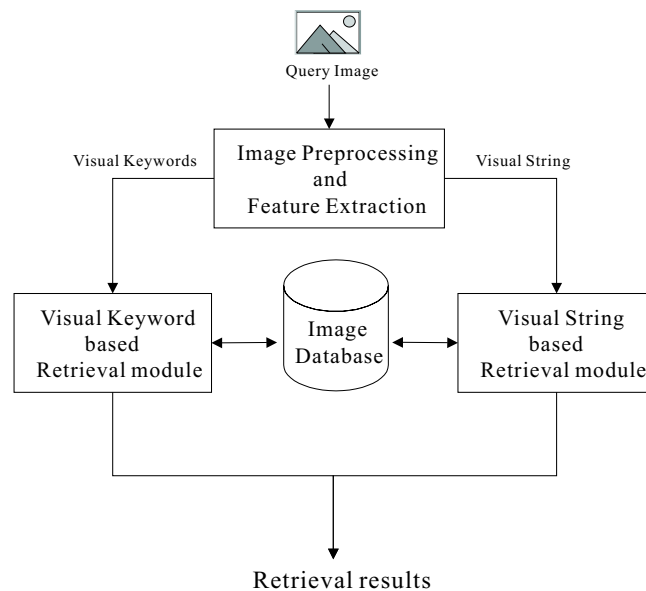 Query Image
Visual Keywords
Image Preprocessing
and
Feature Extraction
Visual String
Visual Keyword
based
Retrieval module
Image
Database
Visual String
based
Retrieval module
Retrieval results